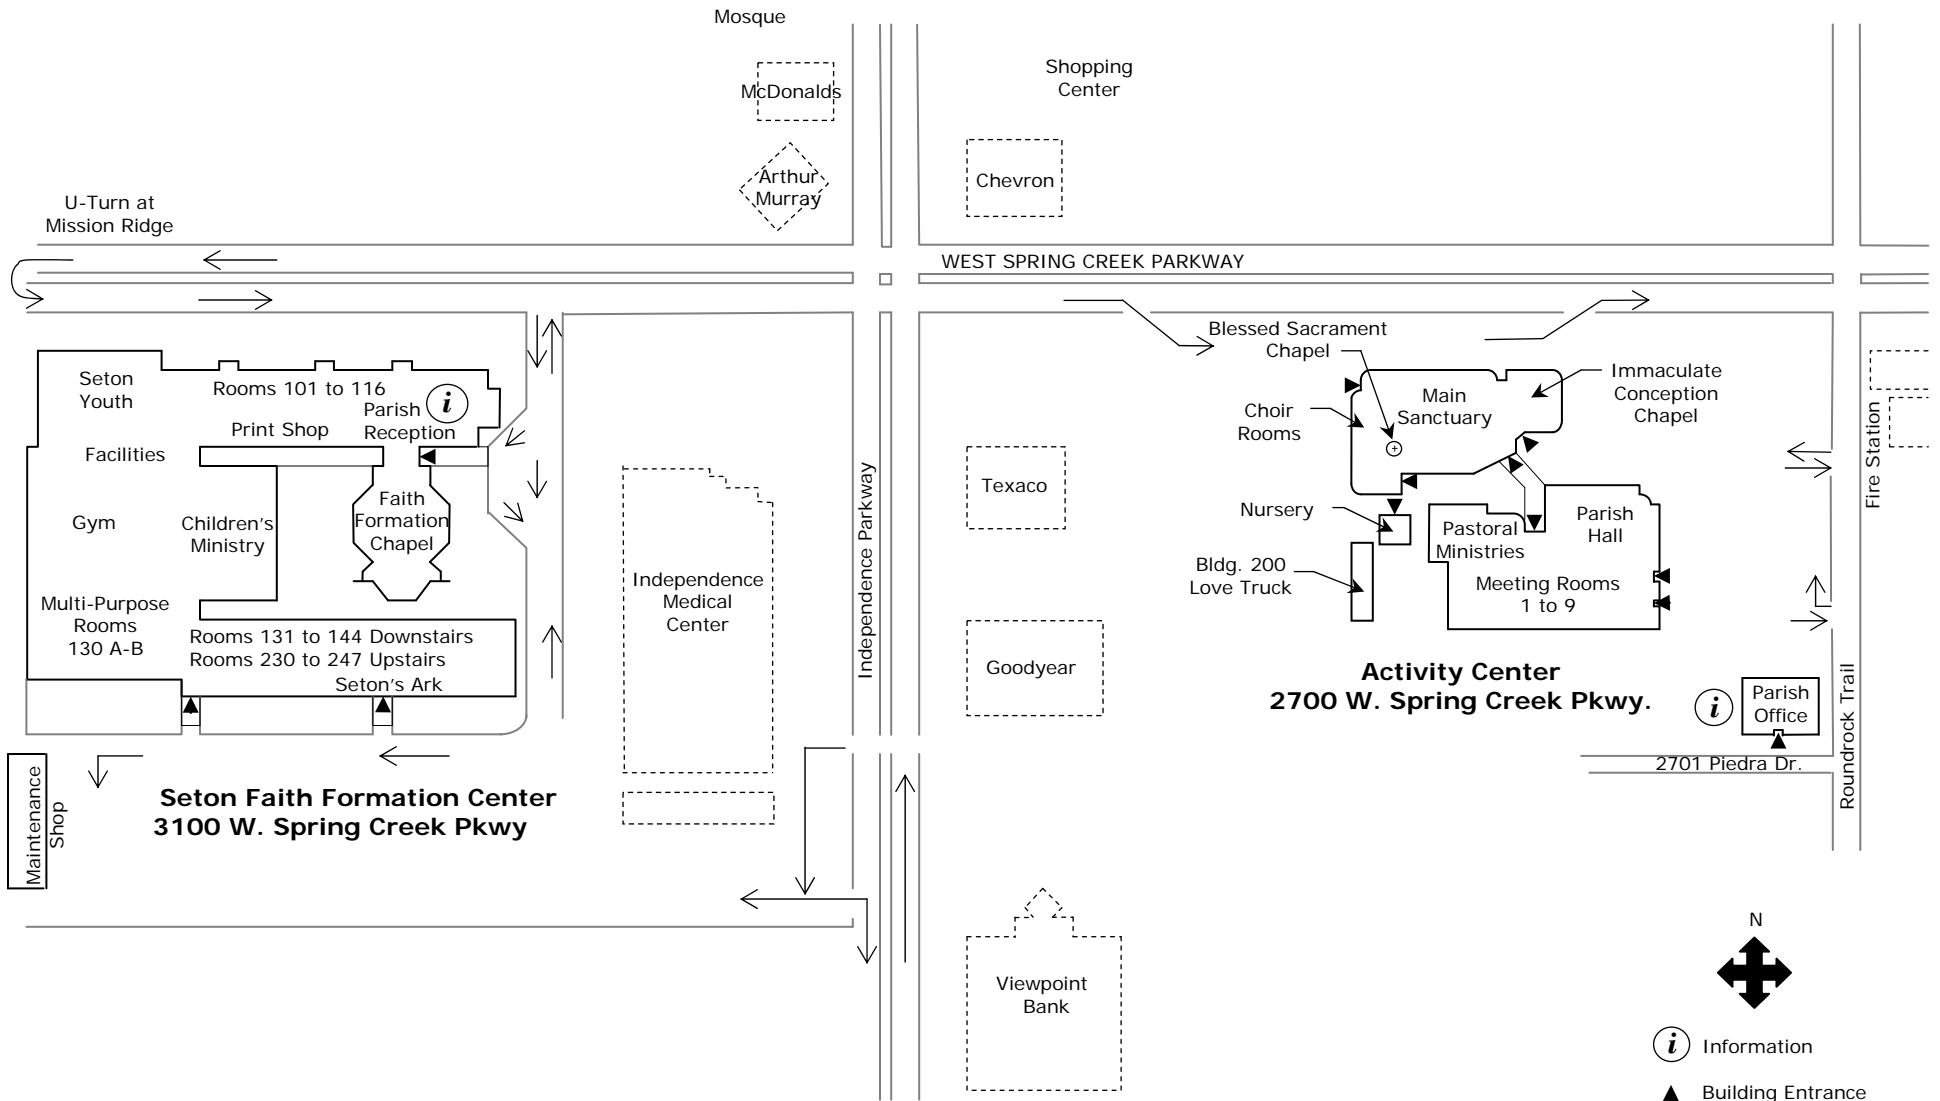 Mosque
McDonalds
Shopping
Center
Arthur
Murray
Chevron
U-Turn at
Mission Ridge
WEST SPRING CREEK PARKWAY
Seton
Youth
Rooms 101 to 116
Parish
Reception
i
Print Shop
Facilities
Gym
Children's
Ministry
Faith
Formation
Chapel
Multi-Purpose
Rooms
130 A-B
Rooms 131 to 144 Downstairs
Rooms 230 to 247 Upstairs
Seton's Ark
Maintenance
Shop
Seton Faith Formation Center
3100 W. Spring Creek Pkwy
Independence
Medical
Center
Independence Parkway
Texaco
Goodyear
Viewpoint
Bank
Blessed Sacrament
Chapel
Choir
Rooms
Main
Sanctuary
Immaculate
Conception
Chapel
Nursery
Bldg. 200
Love Truck
Pastoral
Ministries
Parish
Hall
Meeting Rooms
1 to 9
Activity Center
2700 W. Spring Creek Pkwy.
i
Parish
Office
2701 Piedra Dr.
Fire Station
Roundrock Trail
N
i Information
Building Entrance